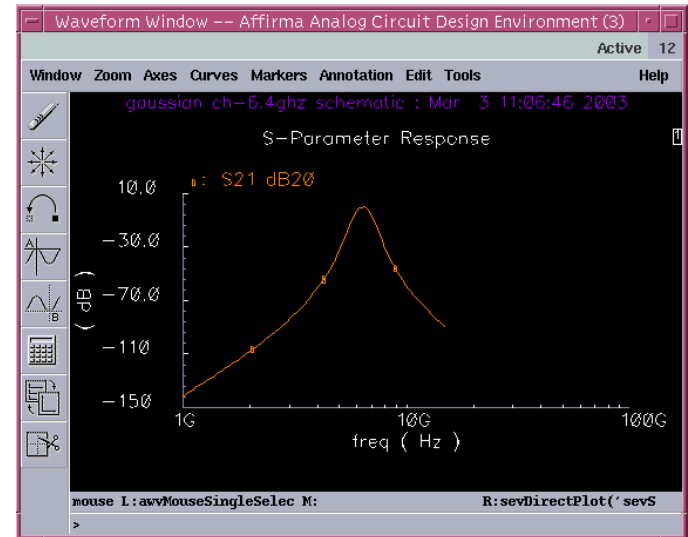 Waveform Window -- Affirma Analog Circuit Design Environment (3)
Active 12
Window Zoom Axes Curves Markers Annotation Edit Tools Help
gaussian ch-6.4ghz schematic : Mar 3 11:06:46 2003
S-Parameter Response
1
: S21 dB20
10.0
-30.0
-70.0
-110
-150
( dB )
1G 10G 100G
freq ( Hz )
A
B
mouse L:awvMouseSingleSelec M: R:sevDirectPlot('sevS
>